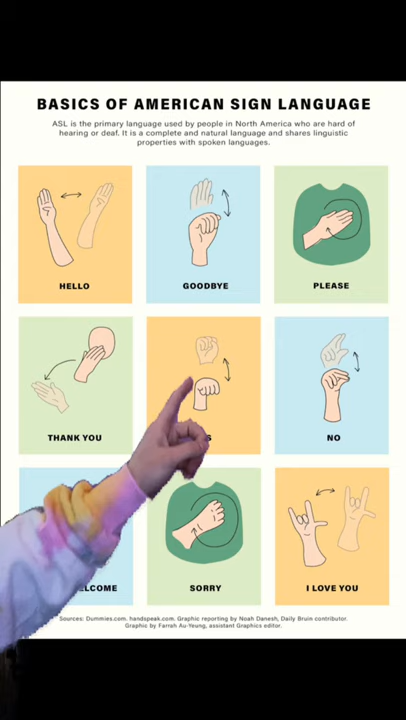 BASICS OF AMERICAN SIGN LANGUAGE
ASL is the primary language used by people in North America who are hard of
hearing or deaf. It is a complete and natural language and shares linguistic
properties with spoken languages.
HELLO
GOODBYE
PLEASE
THANK YOU
NO
SORRY
I LOVE YOU
Sources: Dummies.com. handspeak.com. Graphic reporting by Noah Danesh, Daily Bruin contributor.
Graphic by Farrah Au-Yeung, assistant Graphics editor.